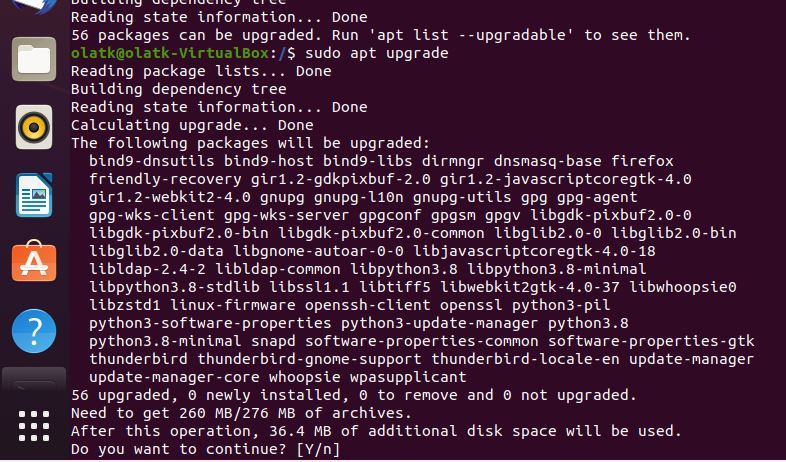 Building dependency tree
Reading state information... Done
56 packages can be upgraded. Run 'apt list --upgradable' to see them.
olatk@olatk-VirtualBox:/$ sudo apt upgrade
Reading package lists... Done
Building dependency tree
Reading state information... Done
Calculating upgrade... Done
The following packages will be upgraded:
  bind9-dnsutils bind9-host bind9-libs dirmngr dnsmasq-base firefox
  friendly-recovery gir1.2-gdkpixbuf-2.0 gir1.2-javascriptcoregtk-4.0
  gir1.2-webkit2-4.0 gnupg gnupg-l10n gnupg-utils gpg gpg-agent
  gpg-wks-client gpg-wks-server gpgconf gpgsm gpgv libgdk-pixbuf2.0-0
  libgdk-pixbuf2.0-bin libgdk-pixbuf2.0-common libglib2.0-0 libglib2.0-bin
  libglib2.0-data libgnome-autoar-0-0 libjavascriptcoregtk-4.0-18
  libldap-2.4-2 libldap-common libpython3.8 libpython3.8-minimal
  libpython3.8-stdlib libssl1.1 libtiff5 libwebkit2gtk-4.0-37 libwhoopsie0
  libzstd1 linux-firmware openssh-client openssl python3-pil
  python3-software-properties python3-update-manager python3.8
  python3.8-minimal snapd software-properties-common software-properties-gtk
  thunderbird thunderbird-gnome-support thunderbird-locale-en update-manager
  update-manager-core whoopsie wpasupplicant
56 upgraded, 0 newly installed, 0 to remove and 0 not upgraded.
Need to get 260 MB/276 MB of archives.
After this operation, 36.4 MB of additional disk space will be used.
Do you want to continue? [Y/n]